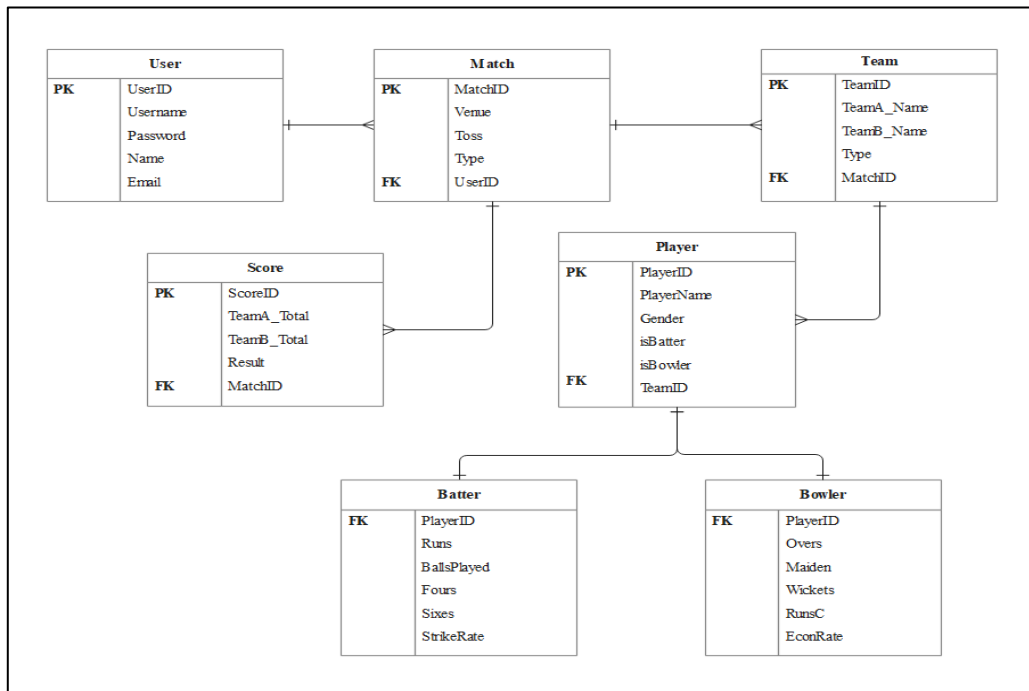 User
PK UserID
Username
Password
Name
Email
Match
PK MatchID
Venue
Toss
Type
FK UserID
Team
PK TeamID
TeamA_Name
TeamB_Name
Type
FK MatchID
Score
PK ScoreID
TeamA_Total
TeamB_Total
Result
FK MatchID
Player
PK PlayerID
PlayerName
Gender
isBatter
isBowler
FK TeamID
Batter
FK PlayerID
Runs
BallsPlayed
Fours
Sixes
StrikeRate
Bowler
FK PlayerID
Overs
Maiden
Wickets
RunsC
EconRate